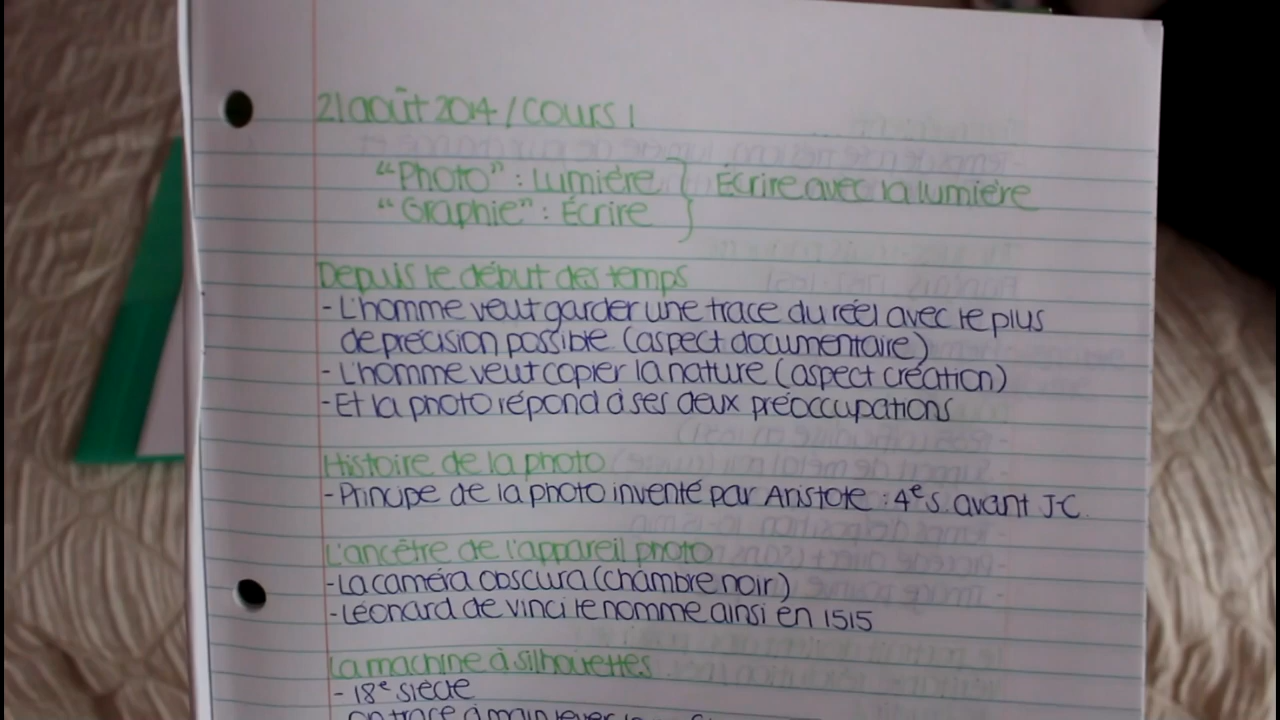 21 août 2014 / Cours 1
"Photo" : Lumière } Écrire avec la lumière
"Graphie" : Écrire
Depuis le début des temps
- L'homme veut garder une trace du réel avec le plus
de précision possible (aspect documentaire)
- L'homme veut copier la nature (aspect création)
- Et la photo répond à ses deux préoccupations
Histoire de la photo
- Principe de la photo inventé par Aristote : 4e s. avant J-C.
L'ancêtre de l'appareil photo
- La caméra obscura (chambre noir)
- Léonard de Vinci le nomme ainsi en 1515
La machine à silhouettes
- 18e siècle
on trace à main lever